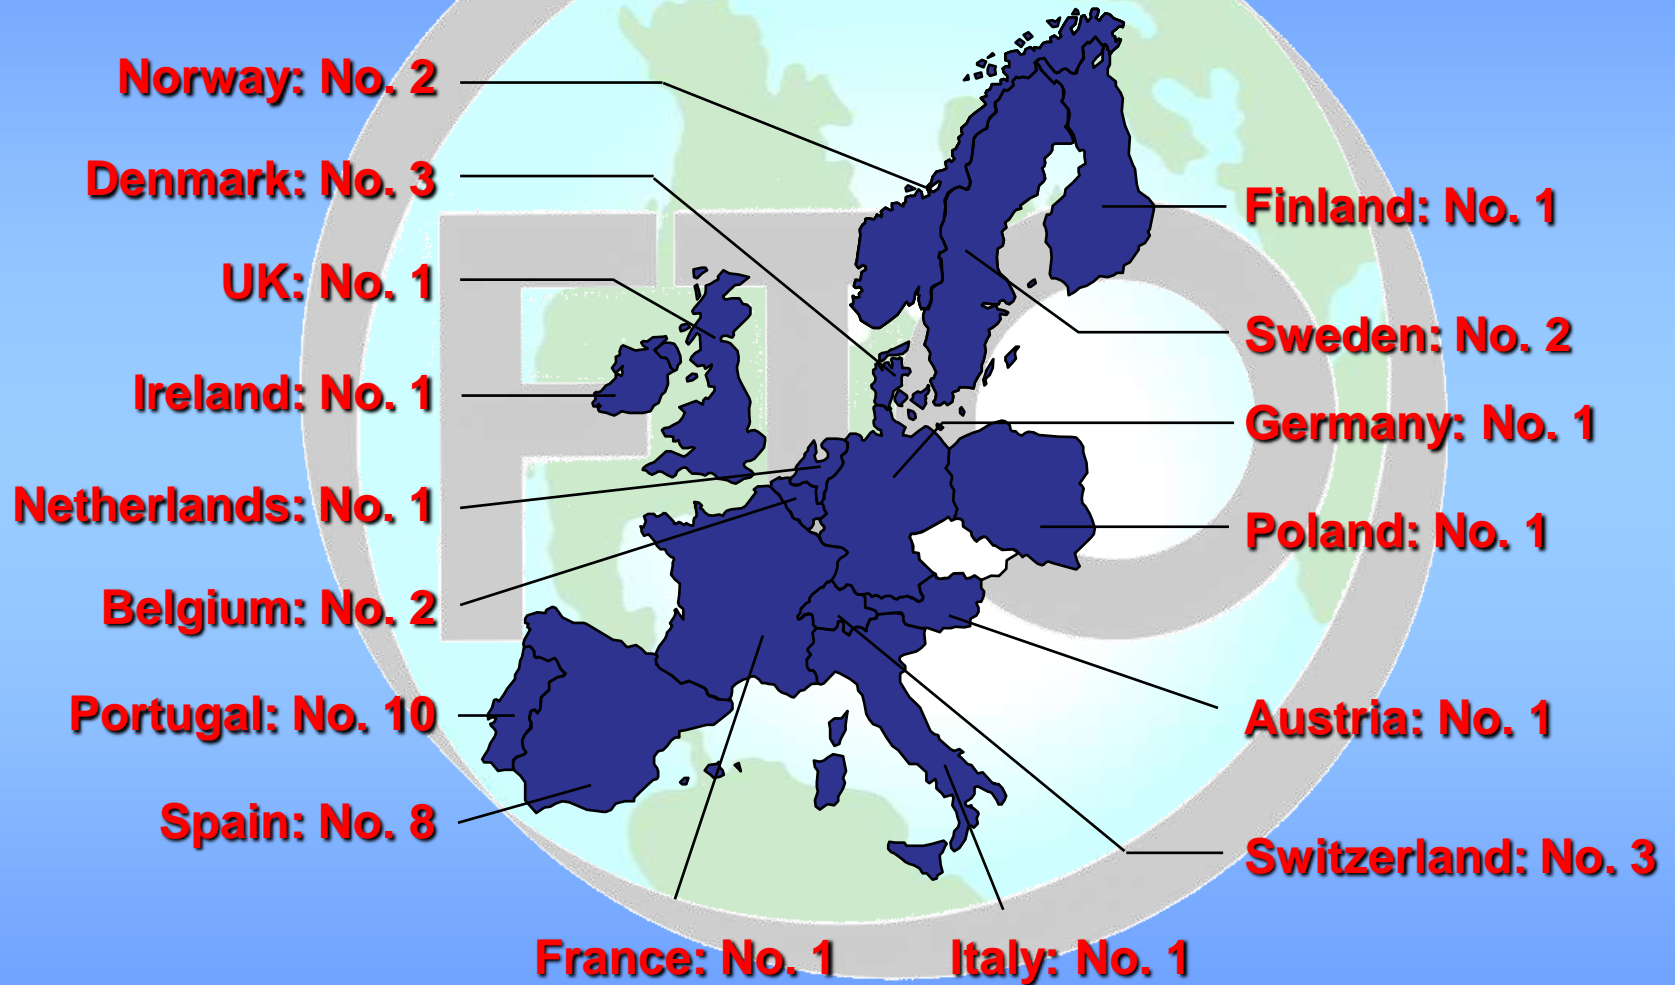 Norway: No. 2
Denmark: No. 3
UK: No. 1
Ireland: No. 1
Netherlands: No. 1
Belgium: No. 2
Portugal: No. 10
Spain: No. 8
France: No. 1
Italy: No. 1
Finland: No. 1
Sweden: No. 2
Germany: No. 1
Poland: No. 1
Austria: No. 1
Switzerland: No. 3
FTO